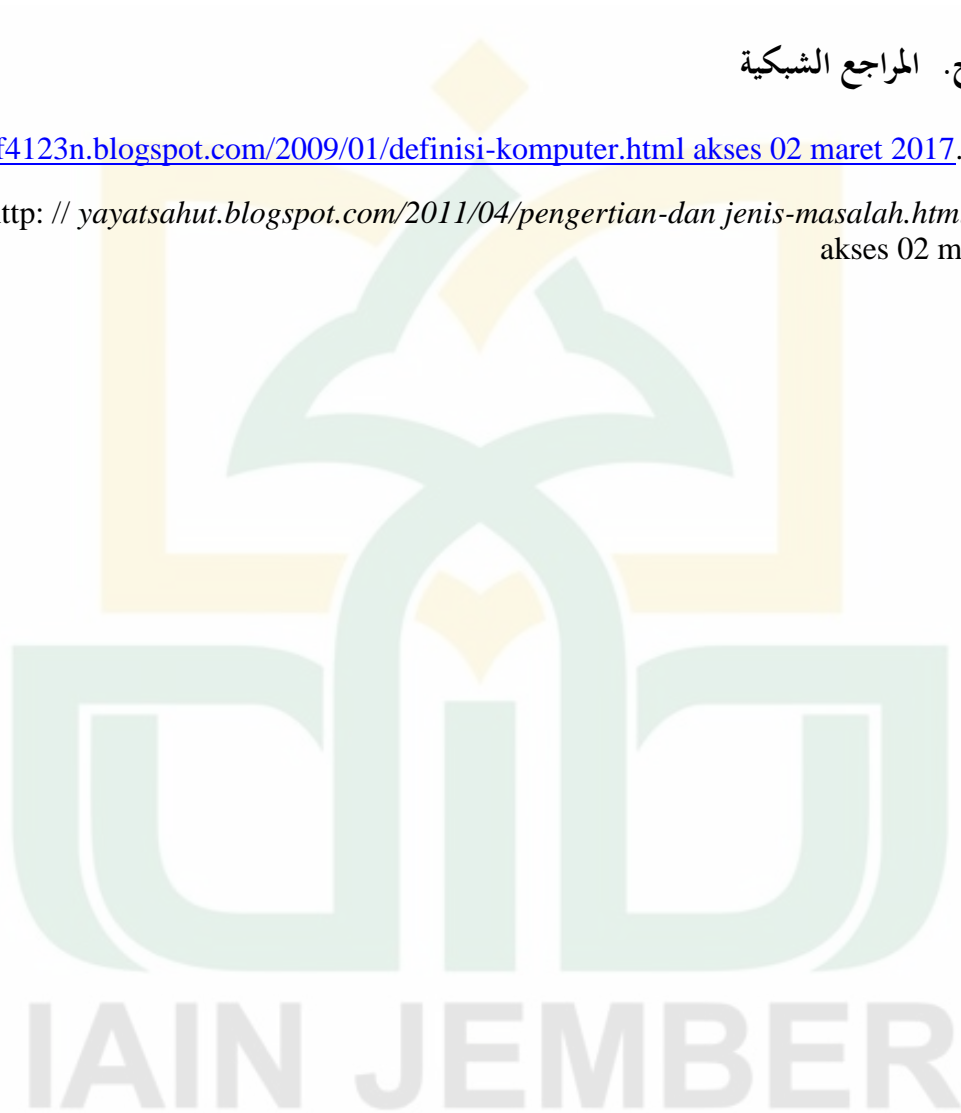 ج. المراجع الشبكية
f4123n.blogspot.com/2009/01/definisi-komputer.html akses 02 maret 2017.
ttp: // yayatsahut.blogspot.com/2011/04/pengertian-dan jenis-masalah.htm
akses 02 m
IAIN JEMBER